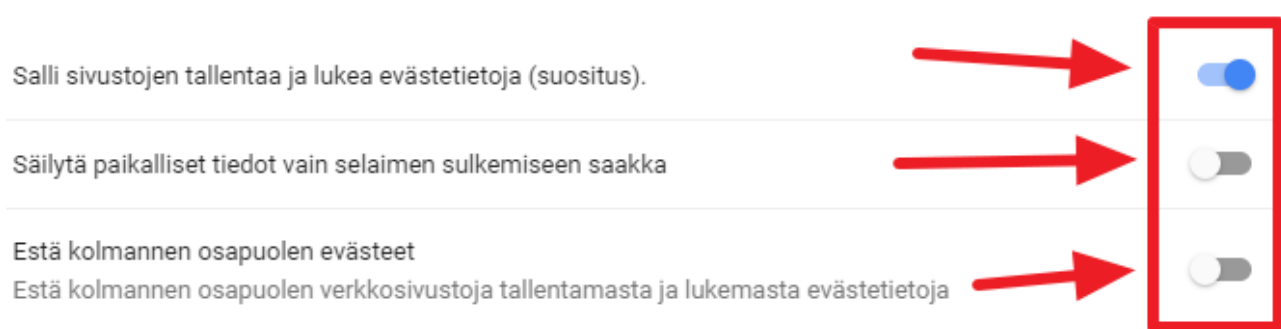 Salli sivustojen tallentaa ja lukea evästetietoja (suositus).
Säilytä paikalliset tiedot vain selaimen sulkemiseen saakka
Estä kolmannen osapuolen evästeet
Estä kolmannen osapuolen verkkosivustoja tallentamasta ja lukemasta evästetietoja